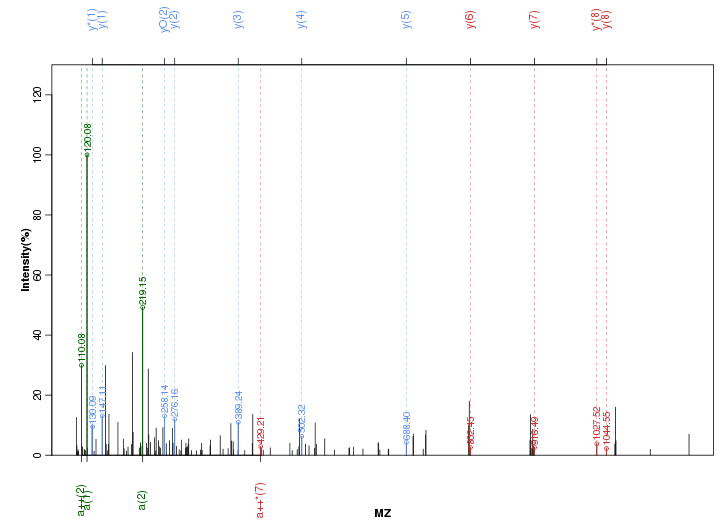 y*(1)
y(1)
yO(2)
y(2)
y(3)
y(4)
y(5)
y(6)
y(7)
y*(8)
y(8)
Intensity(%)
0
20
40
60
80
100
120
110.08
120.08
130.09
147.11
219.15
258.14
276.16
389.24
429.21
502.32
688.40
802.45
916.49
1027.52
1044.55
a++(2)
a(1)
a(2)
a++*(7)
MZ